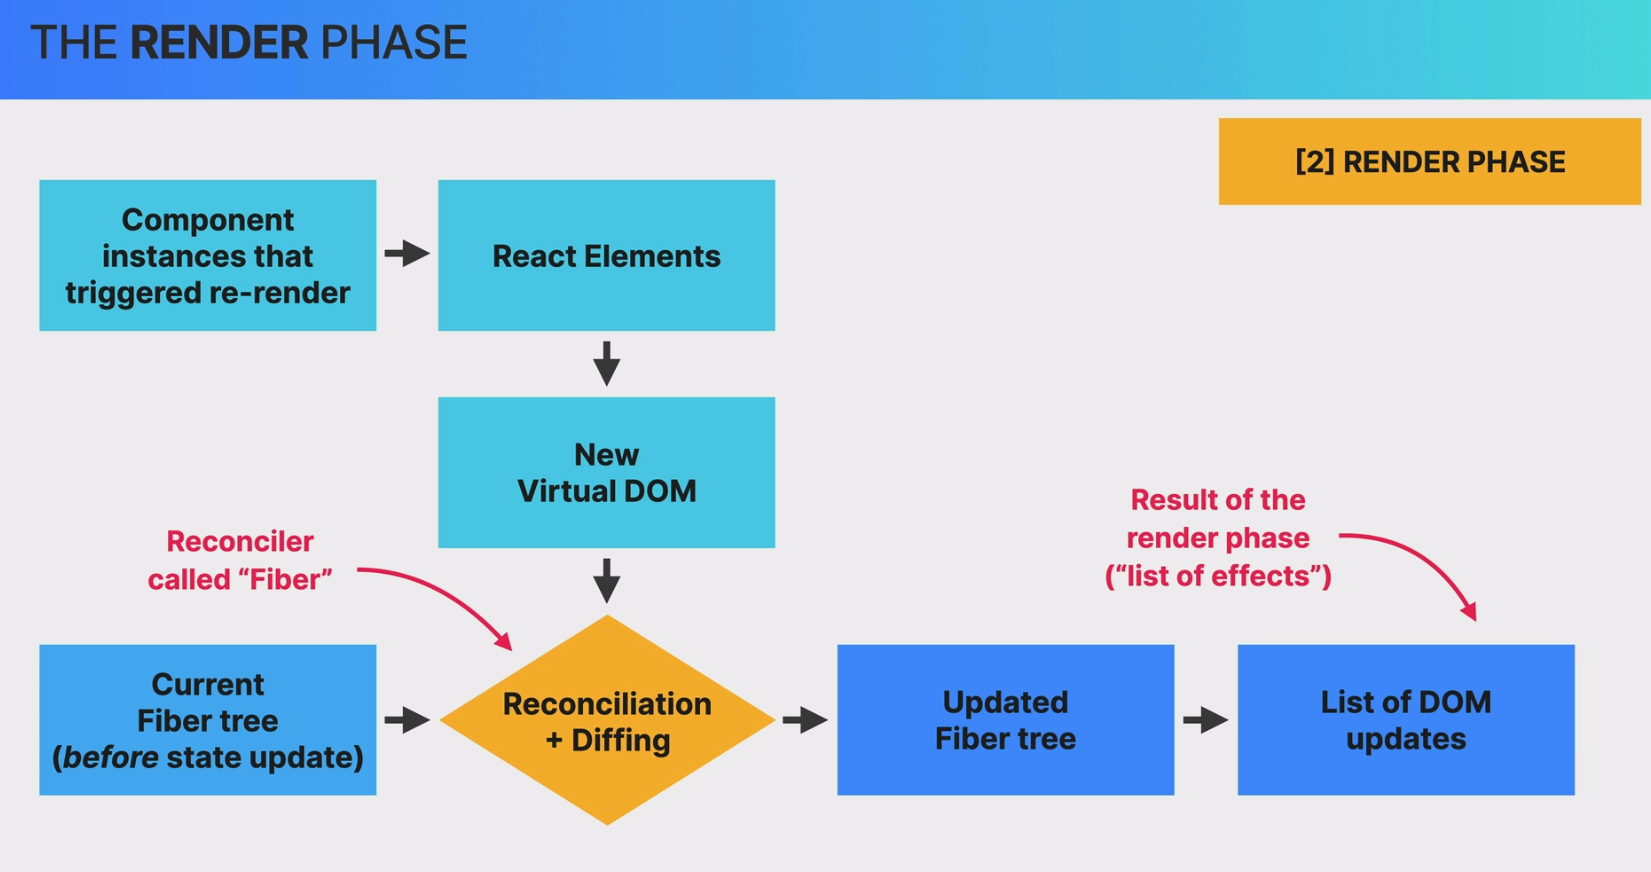 THE RENDER PHASE
[2] RENDER PHASE
Component
instances that
triggered re-render
React Elements
New
Virtual DOM
Reconciler
called “Fiber”
Result of the
render phase
(“list of effects”)
Current
Fiber tree
(before state update)
Reconciliation
+ Diffing
Updated
Fiber tree
List of DOM
updates